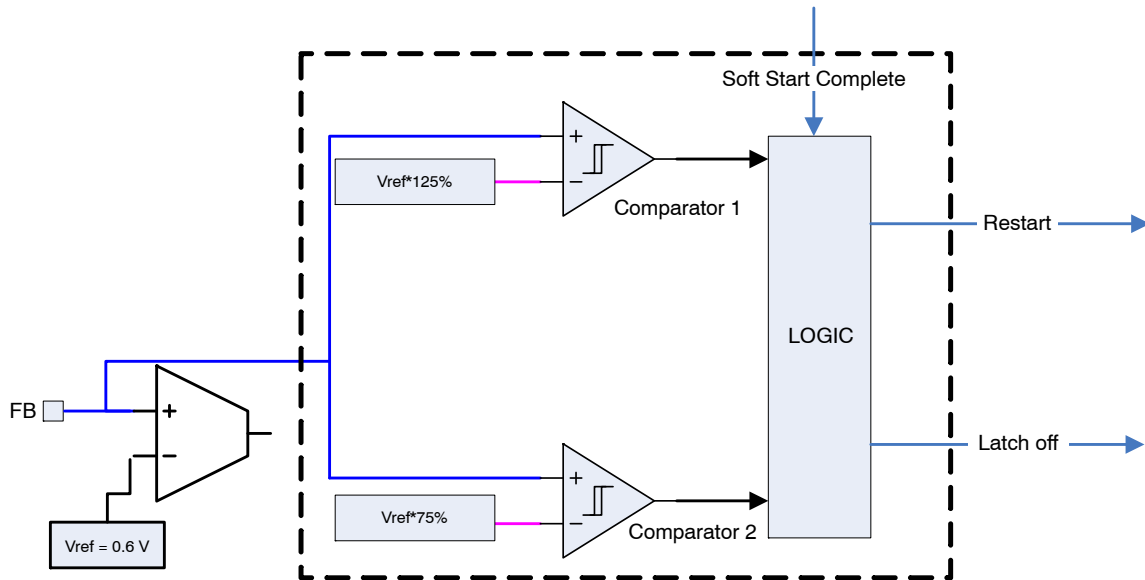 Soft Start Complete
+
Vref*125%
−
Comparator 1
Restart
LOGIC
FB
+
−
Vref = 0.6 V
+
Vref*75%
−
Comparator 2
Latch off